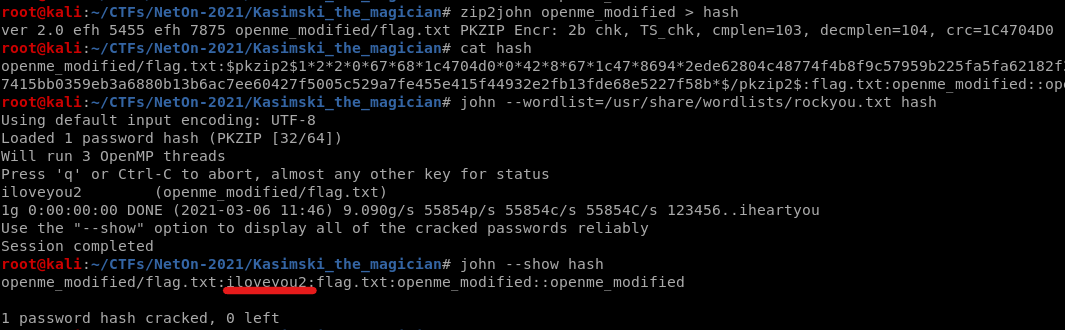 root@kali:~/CTFs/NetOn-2021/Kasimski_the_magician# zip2john openme_modified > hash
ver 2.0 efh 5455 efh 7875 openme_modified/flag.txt PKZIP Encr: 2b chk, TS_chk, cmplen=103, decmplen=104, crc=1C4704D0
root@kali:~/CTFs/NetOn-2021/Kasimski_the_magician# cat hash
openme_modified/flag.txt:$pkzip2$1*2*2*0*67*68*1c4704d0*0*42*8*67*1c47*8694*2ede62804c48774f4b8f9c57959b225fa5fa62182f
7415bb0359eb3a6880b13b6ac7ee60427f5005c529a7fe455e415f44932e2fb13fde68e5227f58b*$/pkzip2$:flag.txt:openme_modified::ope
root@kali:~/CTFs/NetOn-2021/Kasimski_the_magician# john --wordlist=/usr/share/wordlists/rockyou.txt hash
Using default input encoding: UTF-8
Loaded 1 password hash (PKZIP [32/64])
Will run 3 OpenMP threads
Press 'q' or Ctrl-C to abort, almost any other key for status
iloveyou2        (openme_modified/flag.txt)
1g 0:00:00:00 DONE (2021-03-06 11:46) 9.090g/s 55854p/s 55854c/s 55854C/s 123456..iheartyou
Use the "--show" option to display all of the cracked passwords reliably
Session completed
root@kali:~/CTFs/NetOn-2021/Kasimski_the_magician# john --show hash
openme_modified/flag.txt:iloveyou2:flag.txt:openme_modified::openme_modified
1 password hash cracked, 0 left